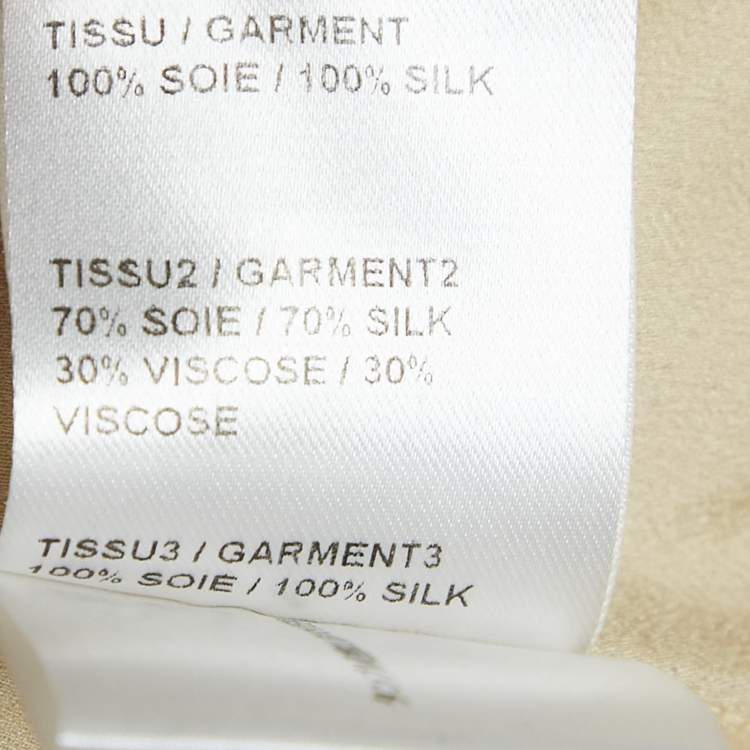 TISSU / GARMENT
100% SOIE / 100% SILK
TISSU2 / GARMENT2
70% SOIE / 70% SILK
30% VISCOSE / 30%
VISCOSE
TISSU3 / GARMENT3
100% SOIE / 100% SILK